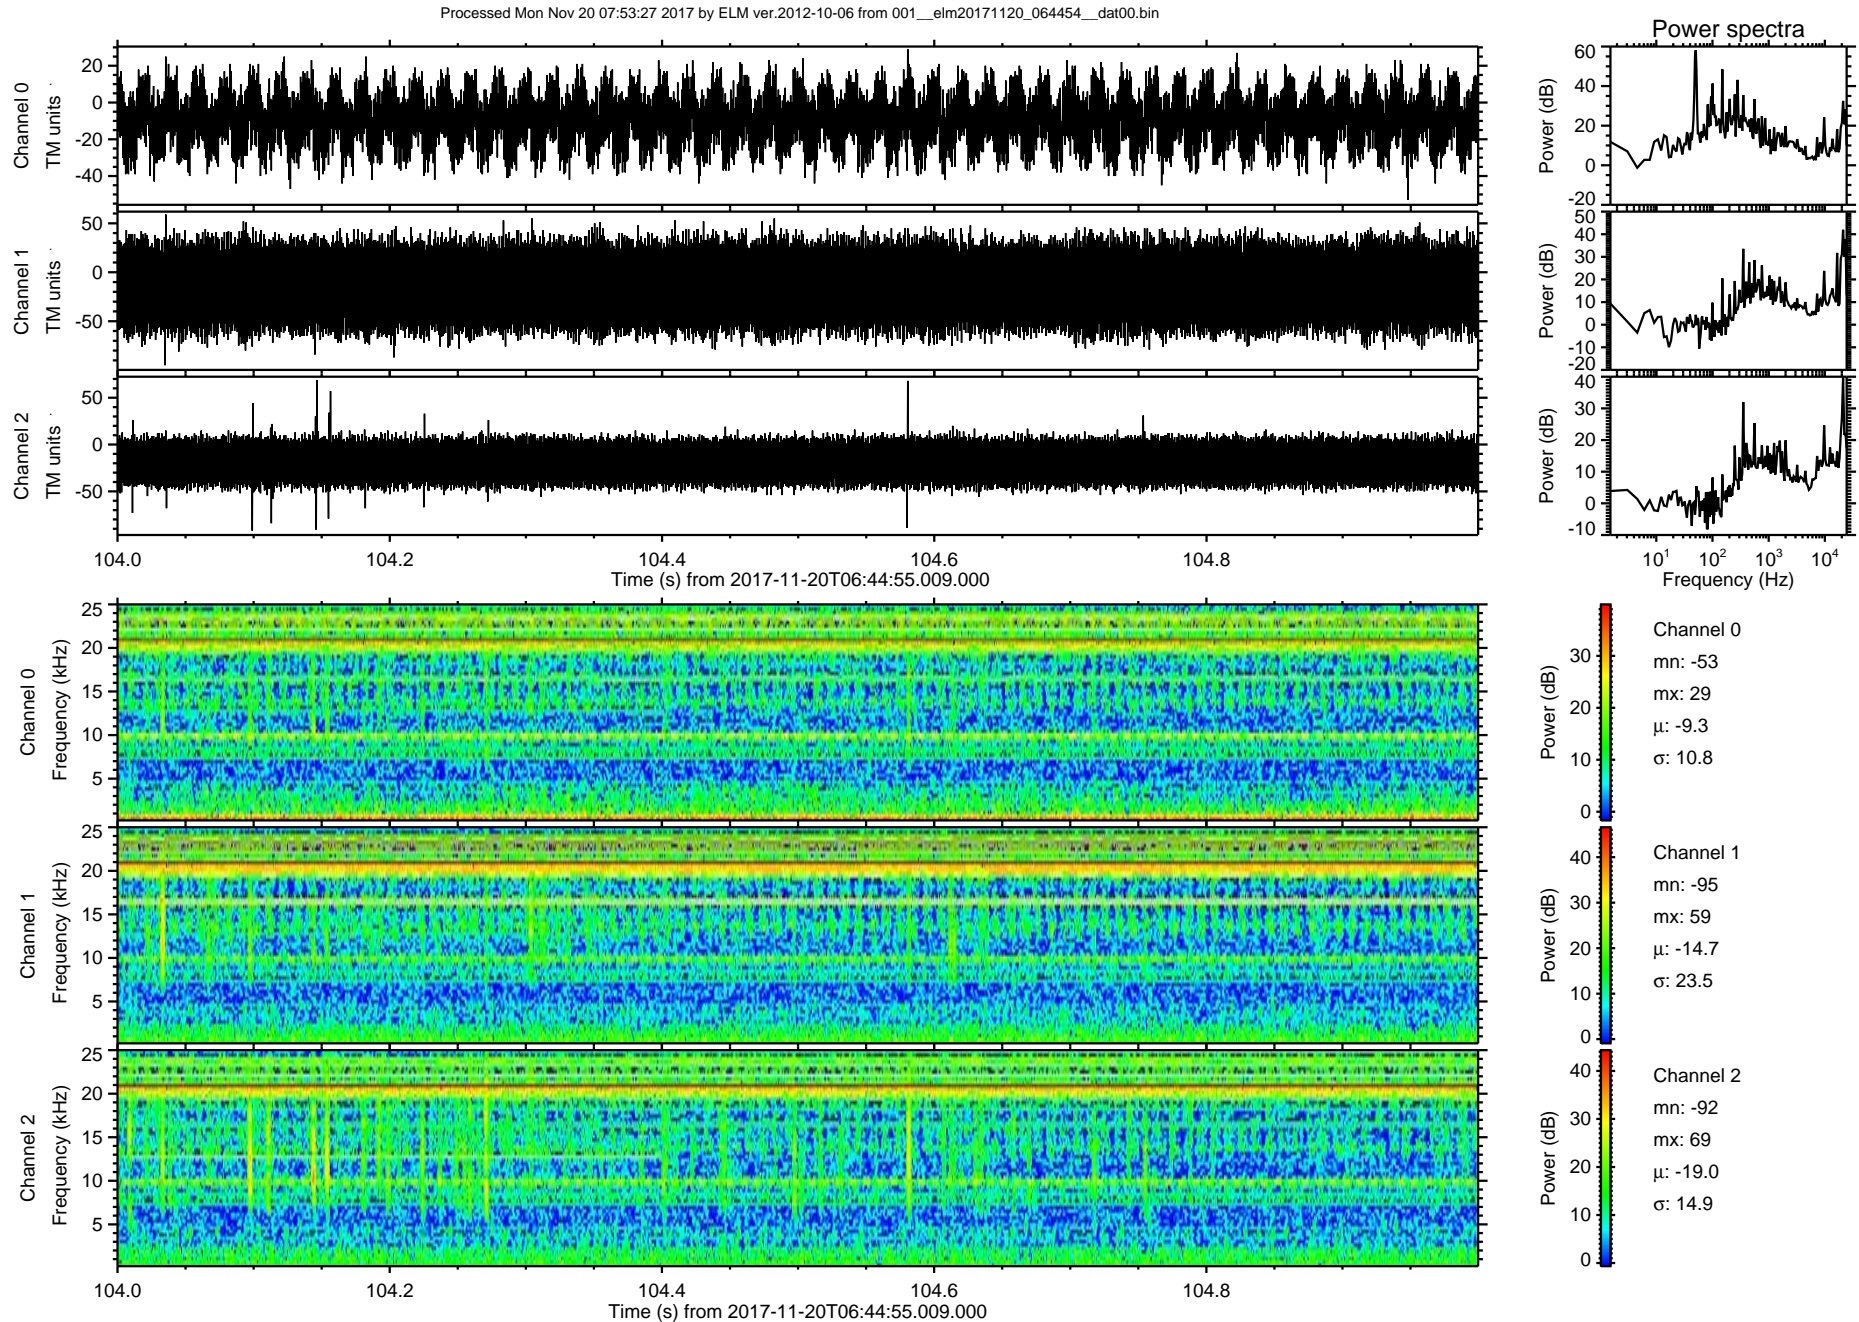 Processed Mon Nov 20 07:53:27 2017 by ELM ver.2012-10-06 from 001__elm20171120_064454__dat00.bin
Power spectra
Channel 0
TM units
20
0
-20
-40
Power (dB)
60
40
20
0
-20
Channel 1
TM units
50
0
-50
Power (dB)
50
40
30
20
10
0
-10
-20
Channel 2
TM units
50
0
-50
Power (dB)
40
30
20
10
0
-10
104.0 104.2 104.4 104.6 104.8
Time (s) from 2017-11-20T06:44:55.009.000
10^1 10^2 10^3 10^4
Frequency (Hz)
Channel 0
Frequency (kHz)
25
20
15
10
5
Power (dB)
30
20
10
0
Channel 0
mn: -53
mx: 29
μ: -9.3
σ: 10.8
Channel 1
Frequency (kHz)
25
20
15
10
5
Power (dB)
40
30
20
10
0
Channel 1
mn: -95
mx: 59
μ: -14.7
σ: 23.5
Channel 2
Frequency (kHz)
25
20
15
10
5
Power (dB)
40
30
20
10
0
Channel 2
mn: -92
mx: 69
μ: -19.0
σ: 14.9
104.0 104.2 104.4 104.6 104.8
Time (s) from 2017-11-20T06:44:55.009.000